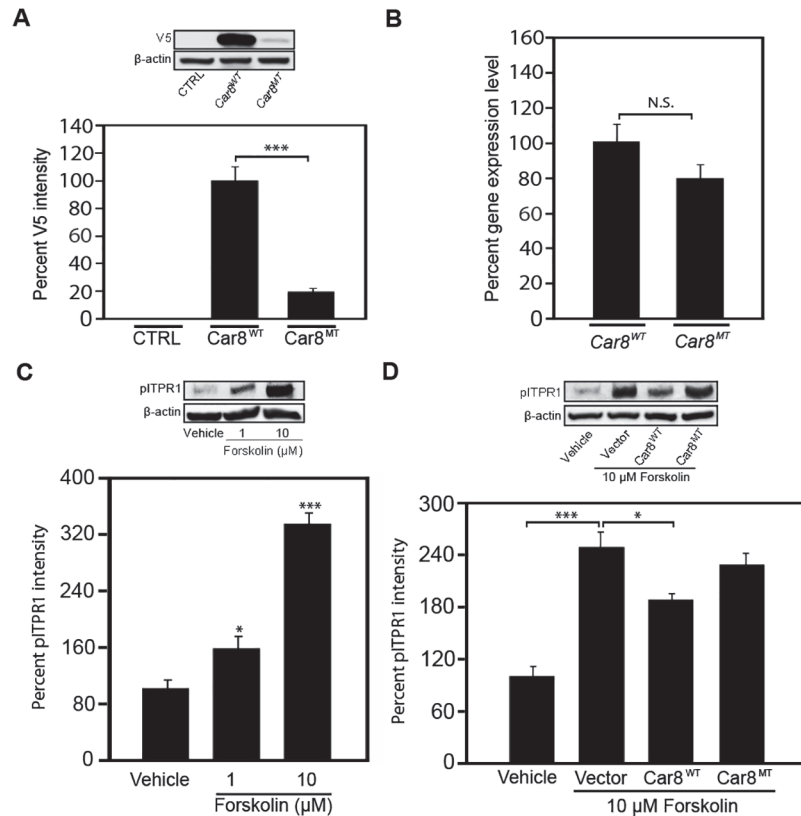 A
V5
β-actin
CTRL
Car8WT
Car8MT
140
120
100
80
60
40
20
0
Percent V5 intensity
***
CTRL
Car8WT
Car8MT
B
160
140
120
100
80
60
40
20
0
Percent gene expression level
N.S.
Car8WT
Car8MT
C
pITPR1
β-actin
Vehicle 1 10
Forskolin (µM)
400
320
240
160
80
0
Percent pITPR1 intensity
*
***
Vehicle 1 10
Forskolin (µM)
D
pITPR1
β-actin
Vehicle
Vector
Car8WT
Car8MT
10 µM Forskolin
300
240
180
120
60
0
Percent pITPR1 intensity
*** *
Vehicle Vector Car8WT Car8MT
10 µM Forskolin